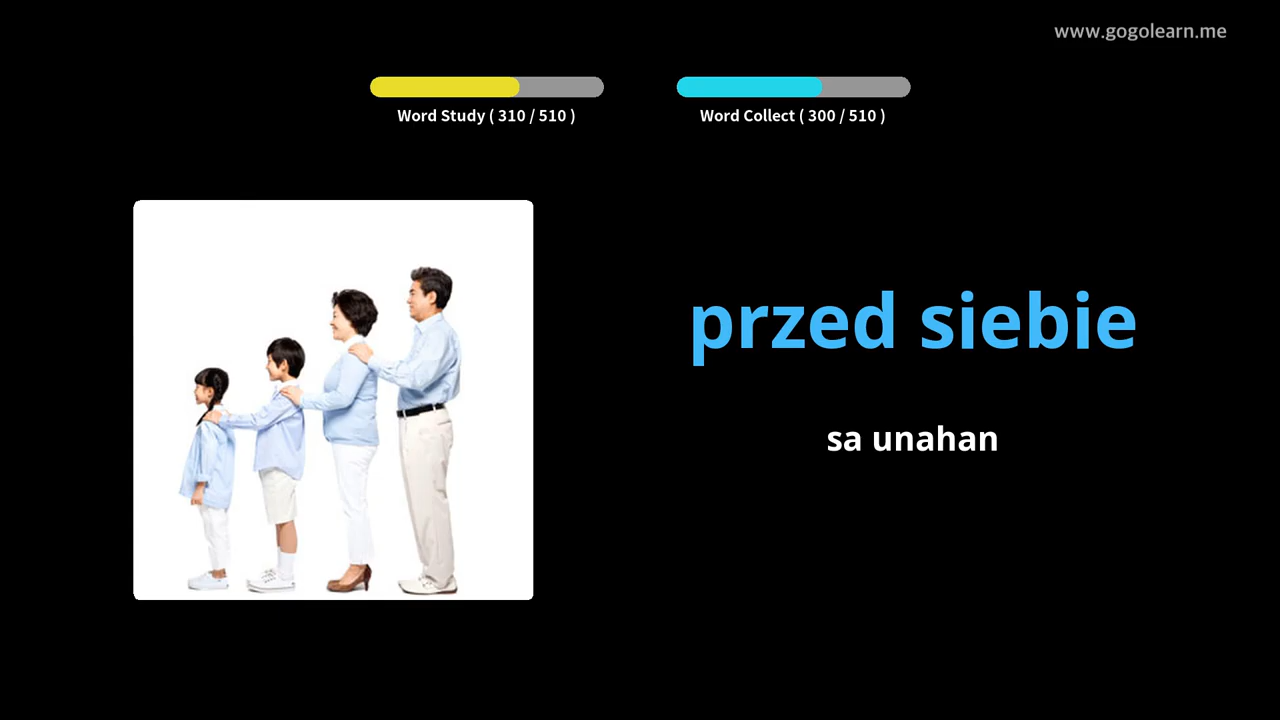 www.gogolearn.me
Word Study ( 310 / 510 )
Word Collect ( 300 / 510 )
przed siebie
sa unahan